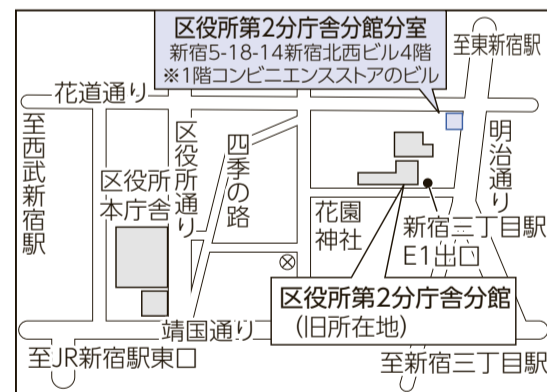 区役所第2分庁舎分館分室
新宿5-18-14新宿北西ビル4階
※1階コンビニエンスストアのビル
至東新宿駅
花道通り
至西武新宿駅
区役所通り
四季の路
明治通り
区役所
本庁舎
花園
神社
新宿三丁目駅
E1出口
区役所第2分庁舎分館
(旧所在地)
靖国通り
至JR新宿駅東口
至新宿三丁目駅